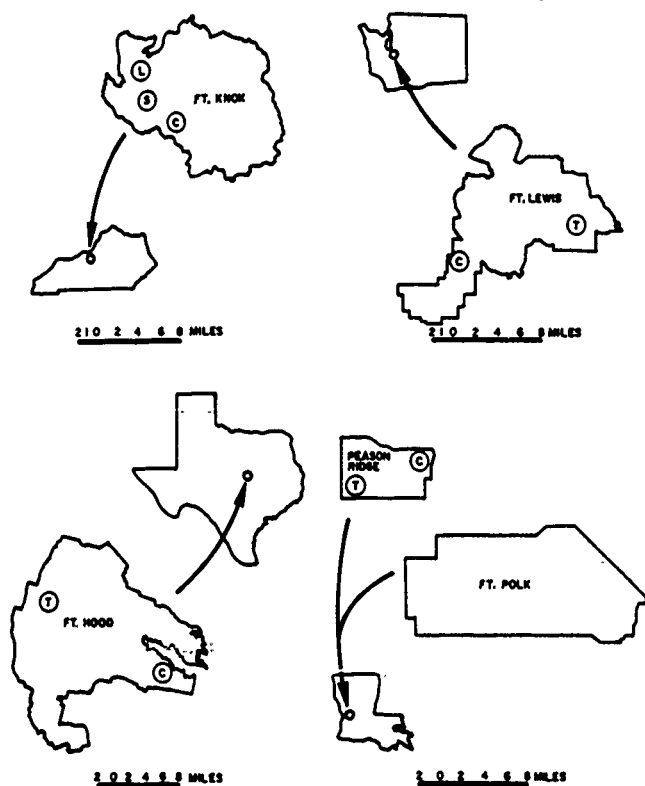 L
S
FT. KNOX
C
FT. LEWIS
T
C
2 1 0 2 4 6 8 MILES
2 1 0 2 4 6 8 MILES
PEASON
RIDGE
C
T
T
FT. HOOD
C
FT. POLK
2 0 2 4 6 8 MILES
2 0 2 4 6 8 MILES